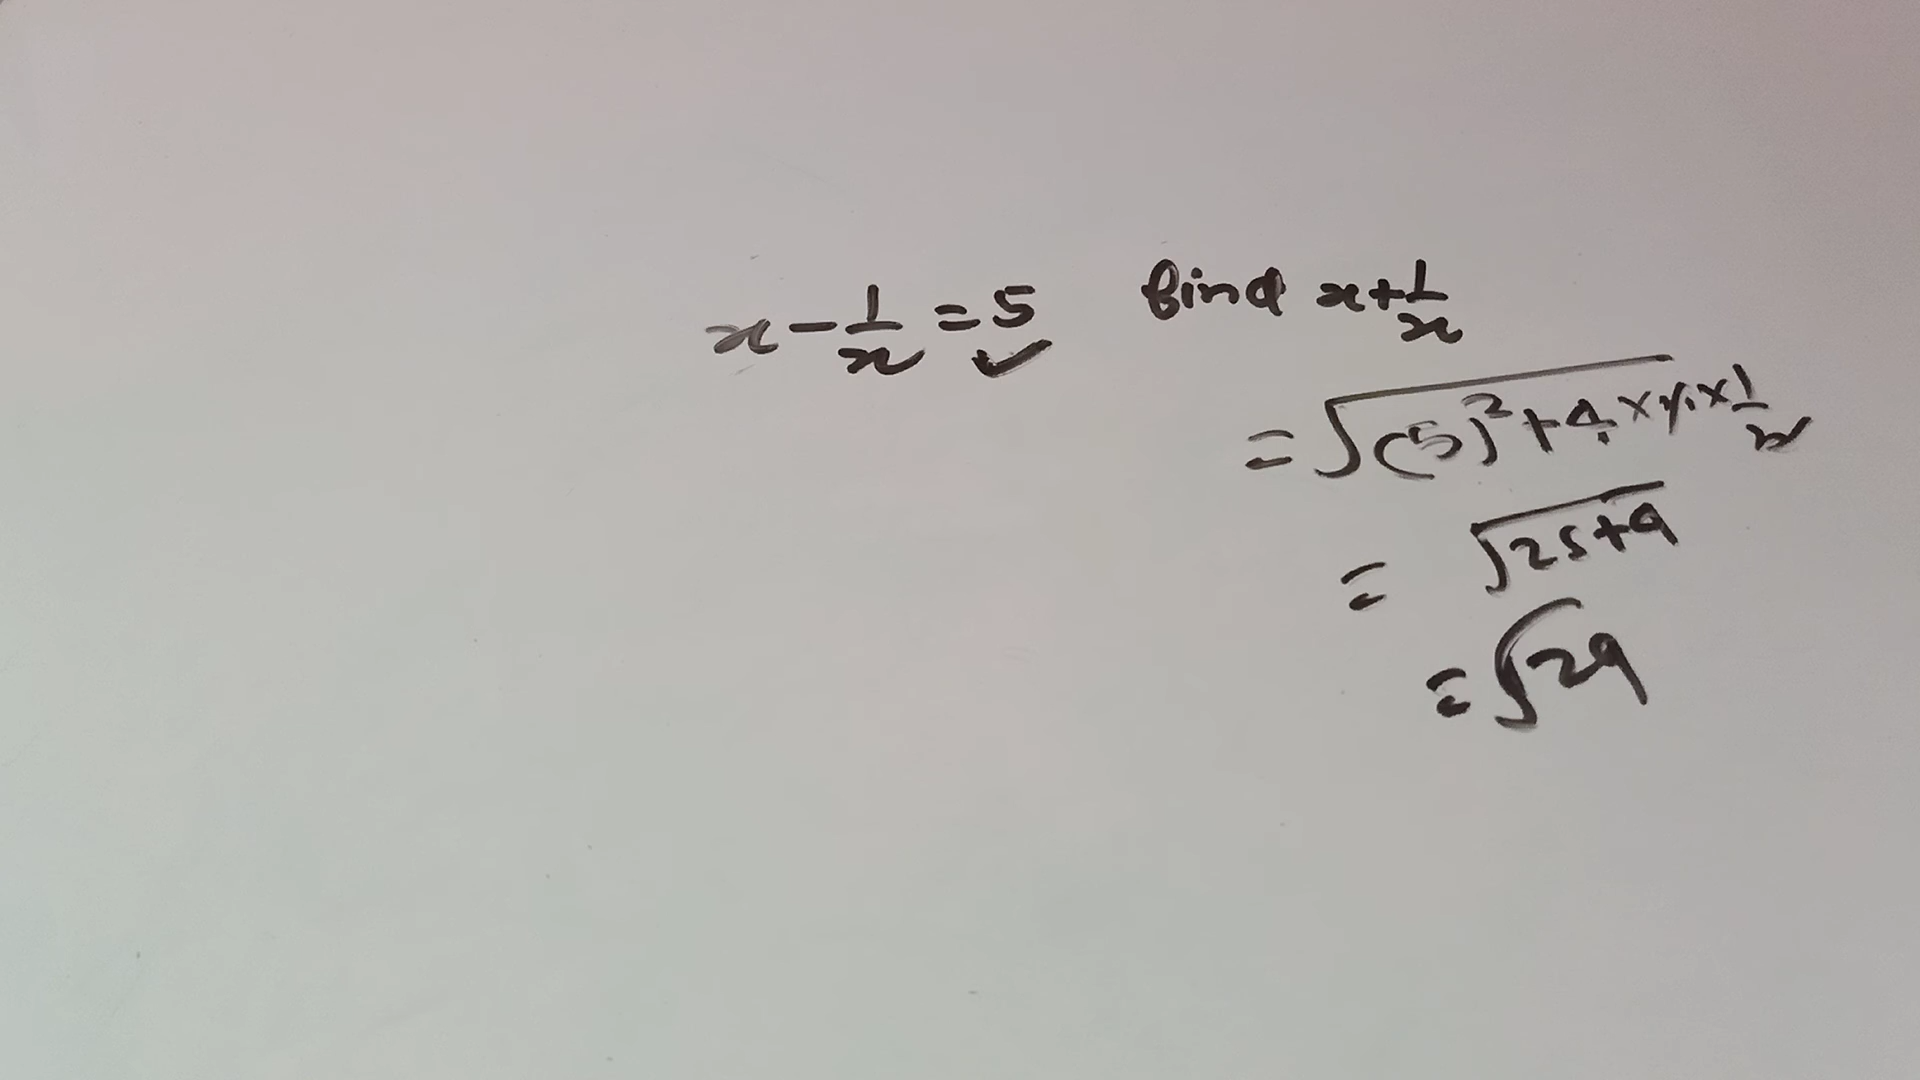 x - 1/x = 5 find x + 1/x
= √(5)² + 4 × x × 1/x
= √25+4
= √29